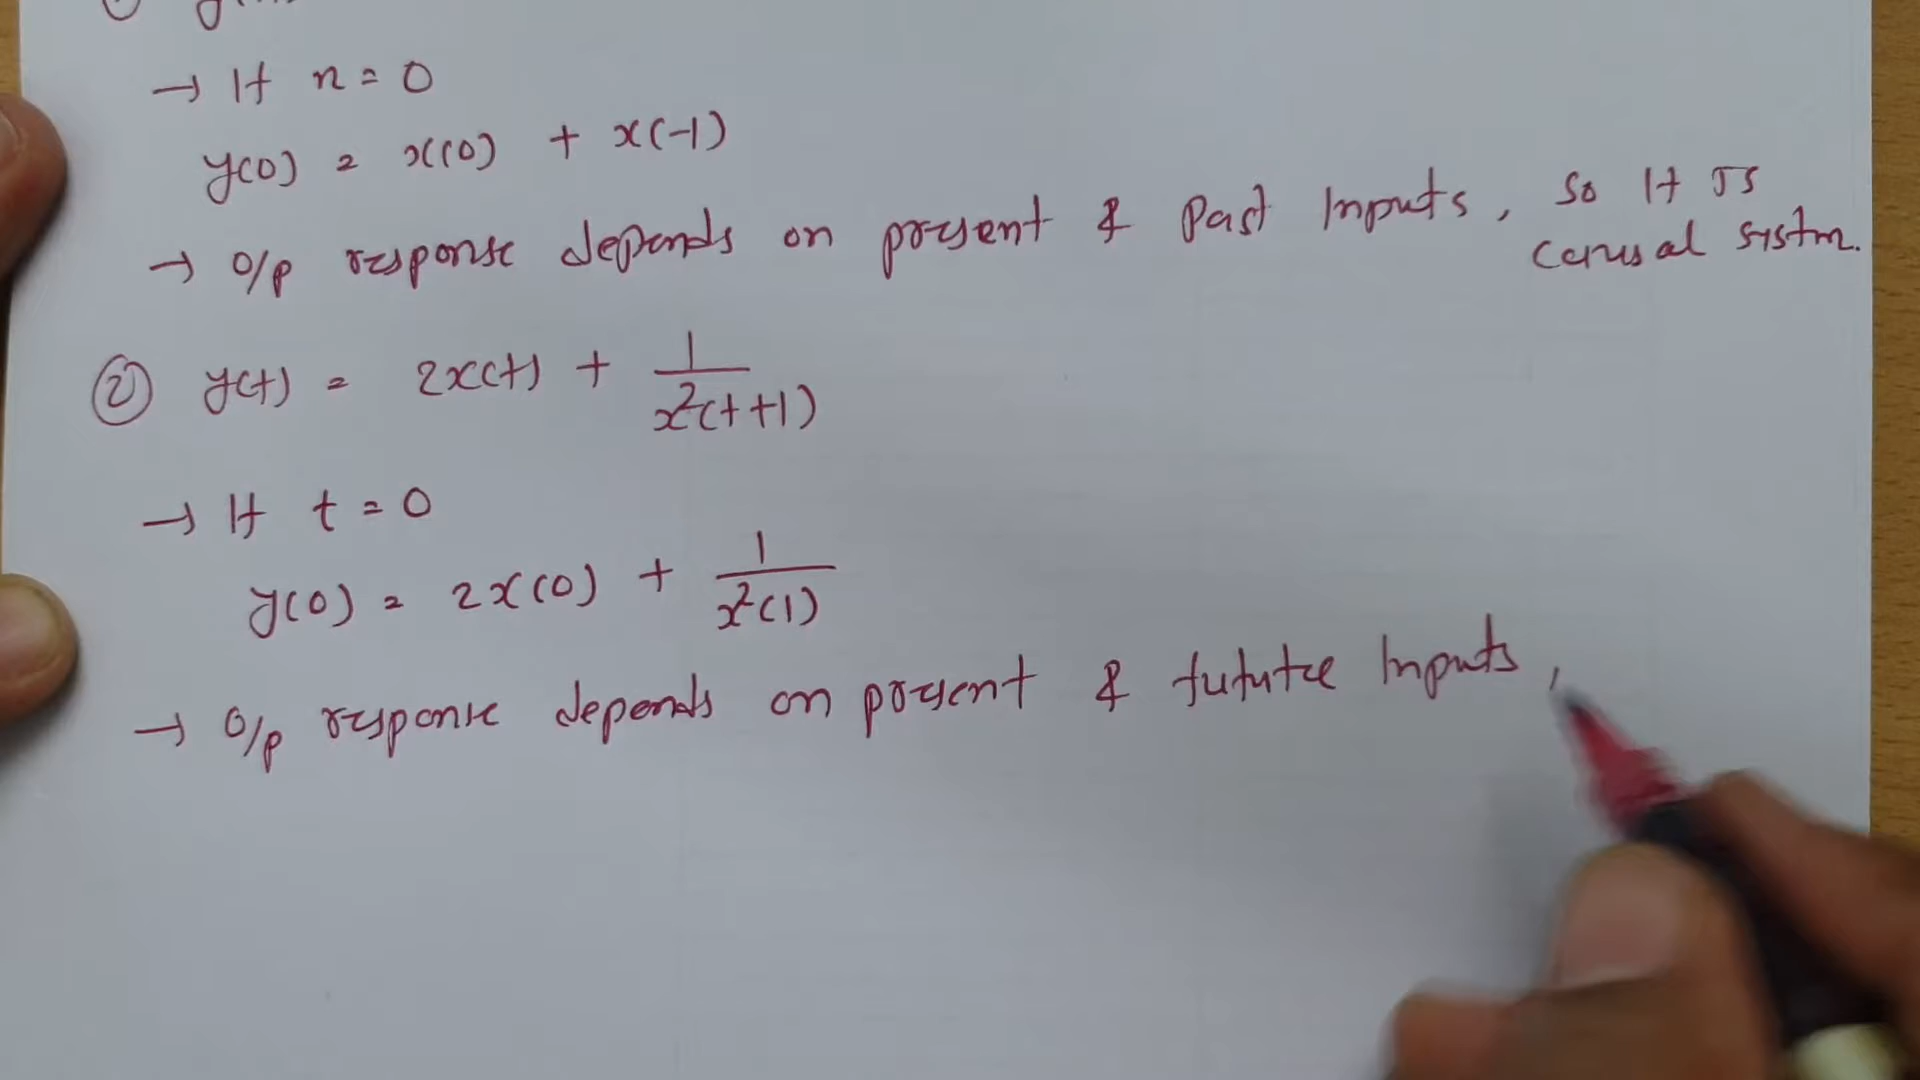 → If n = 0
y(0) = x(0) + x(-1)
→ O/p response depends on present & Past Inputs, so It Is
causal system.
② y(t) = 2x(t) + 1/x²(t+1)
→ If t = 0
y(0) = 2x(0) + 1/x²(1)
→ O/p response depends on present & future Inputs,